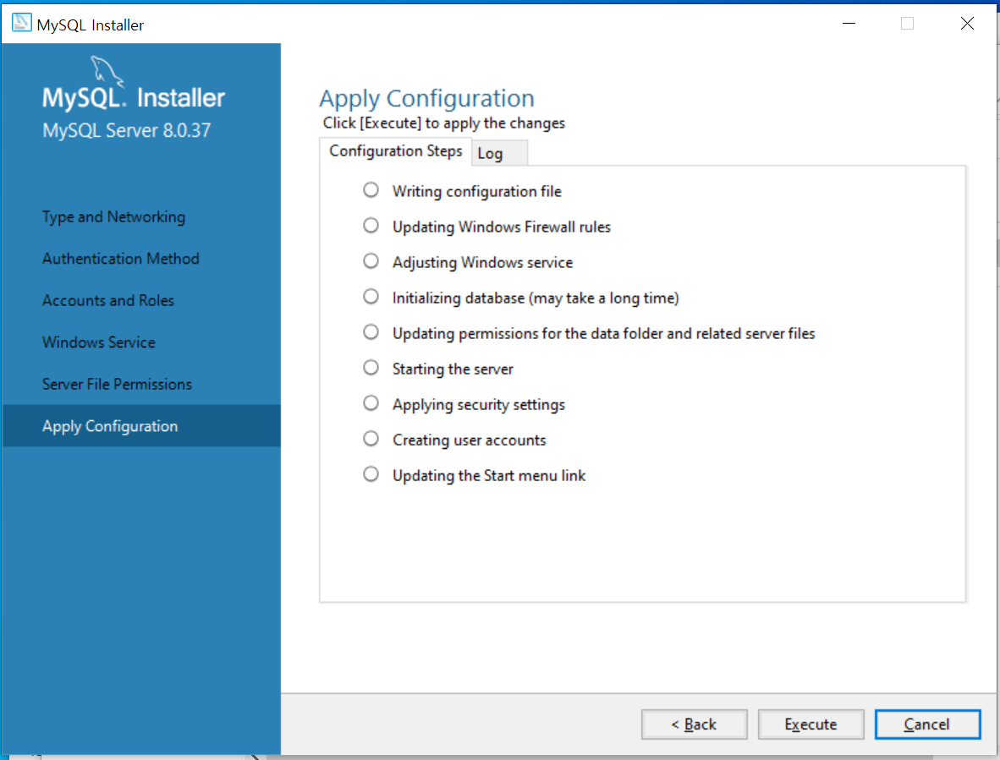 MySQL Installer
MySQL. Installer
MySQL Server 8.0.37
Type and Networking
Authentication Method
Accounts and Roles
Windows Service
Server File Permissions
Apply Configuration
Apply Configuration
Click [Execute] to apply the changes
Configuration Steps
Log
Writing configuration file
Updating Windows Firewall rules
Adjusting Windows service
Initializing database (may take a long time)
Updating permissions for the data folder and related server files
Starting the server
Applying security settings
Creating user accounts
Updating the Start menu link
< Back
Execute
Cancel